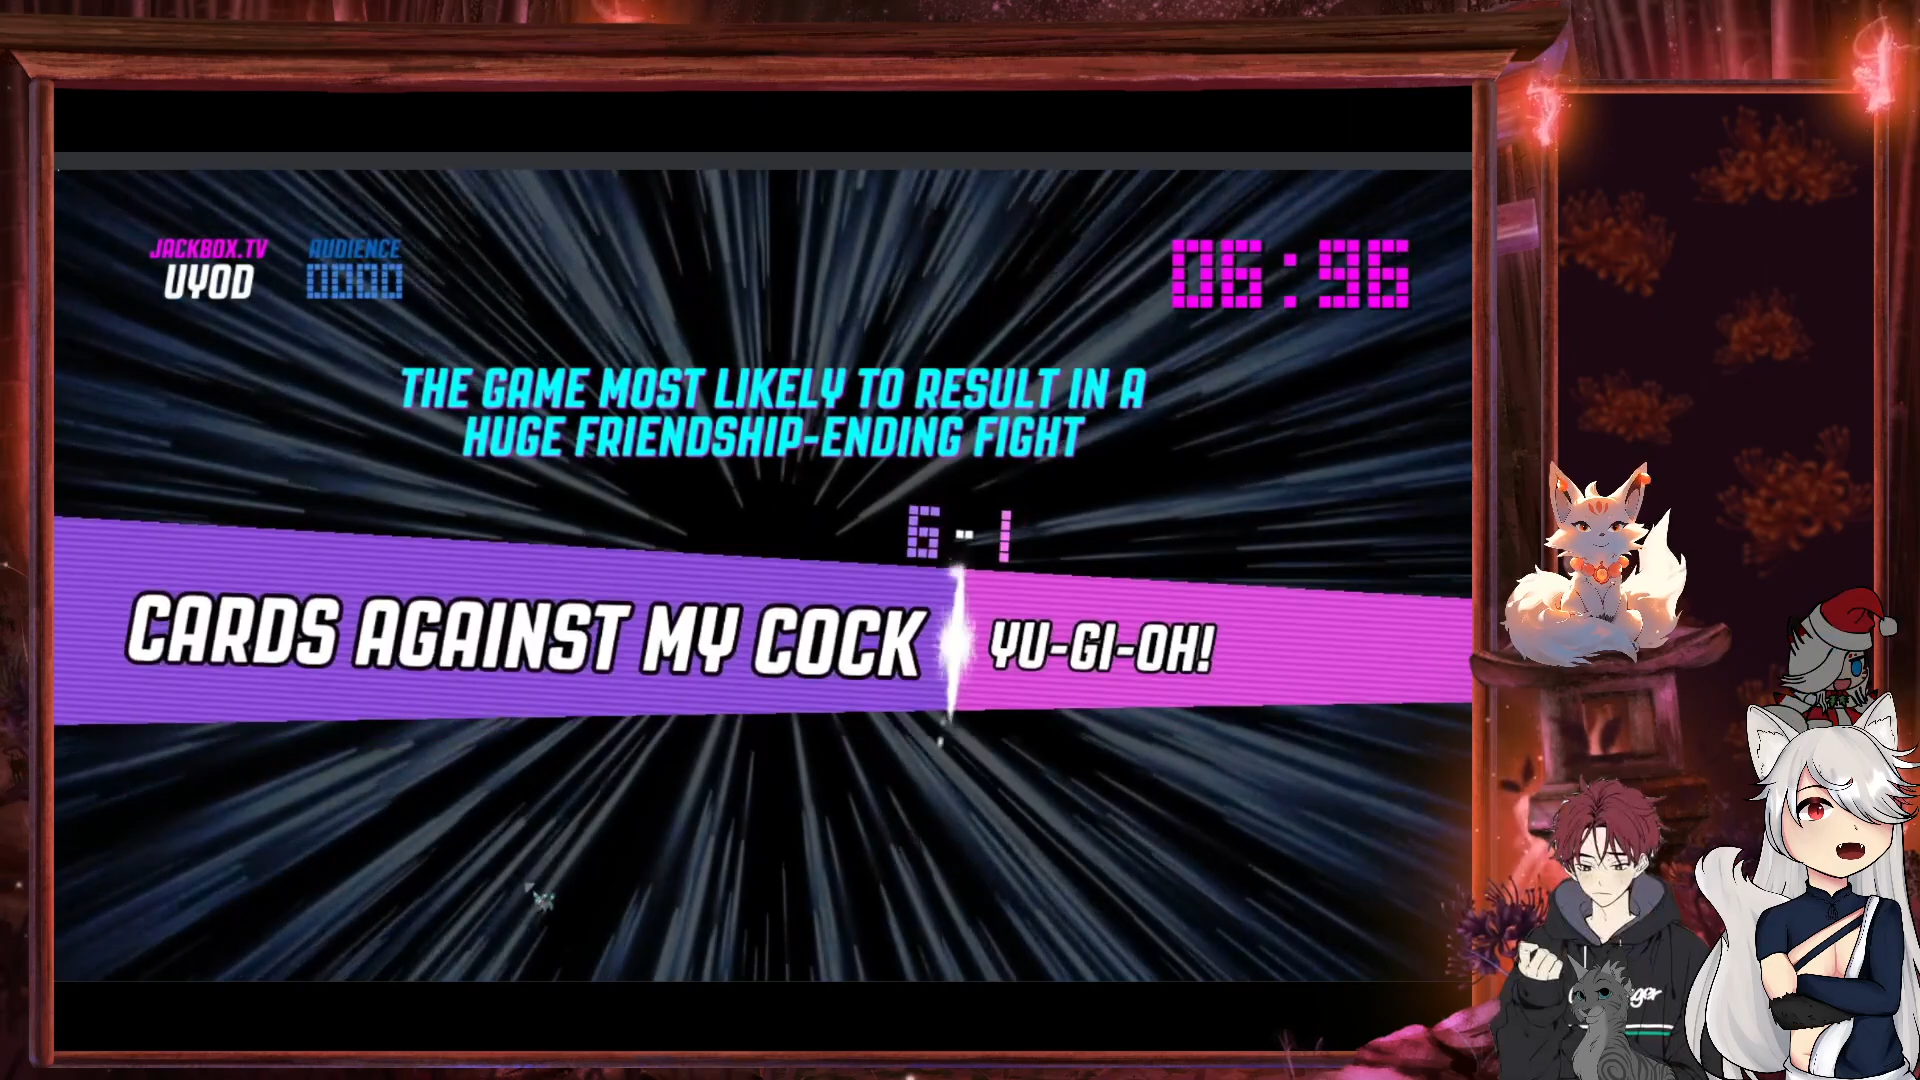 JACKBOX.TV
UYOD
AUDIENCE
0000
06:96
THE GAME MOST LIKELY TO RESULT IN A
HUGE FRIENDSHIP-ENDING FIGHT
6-1
CARDS AGAINST MY COCK
YU-GI-OH!